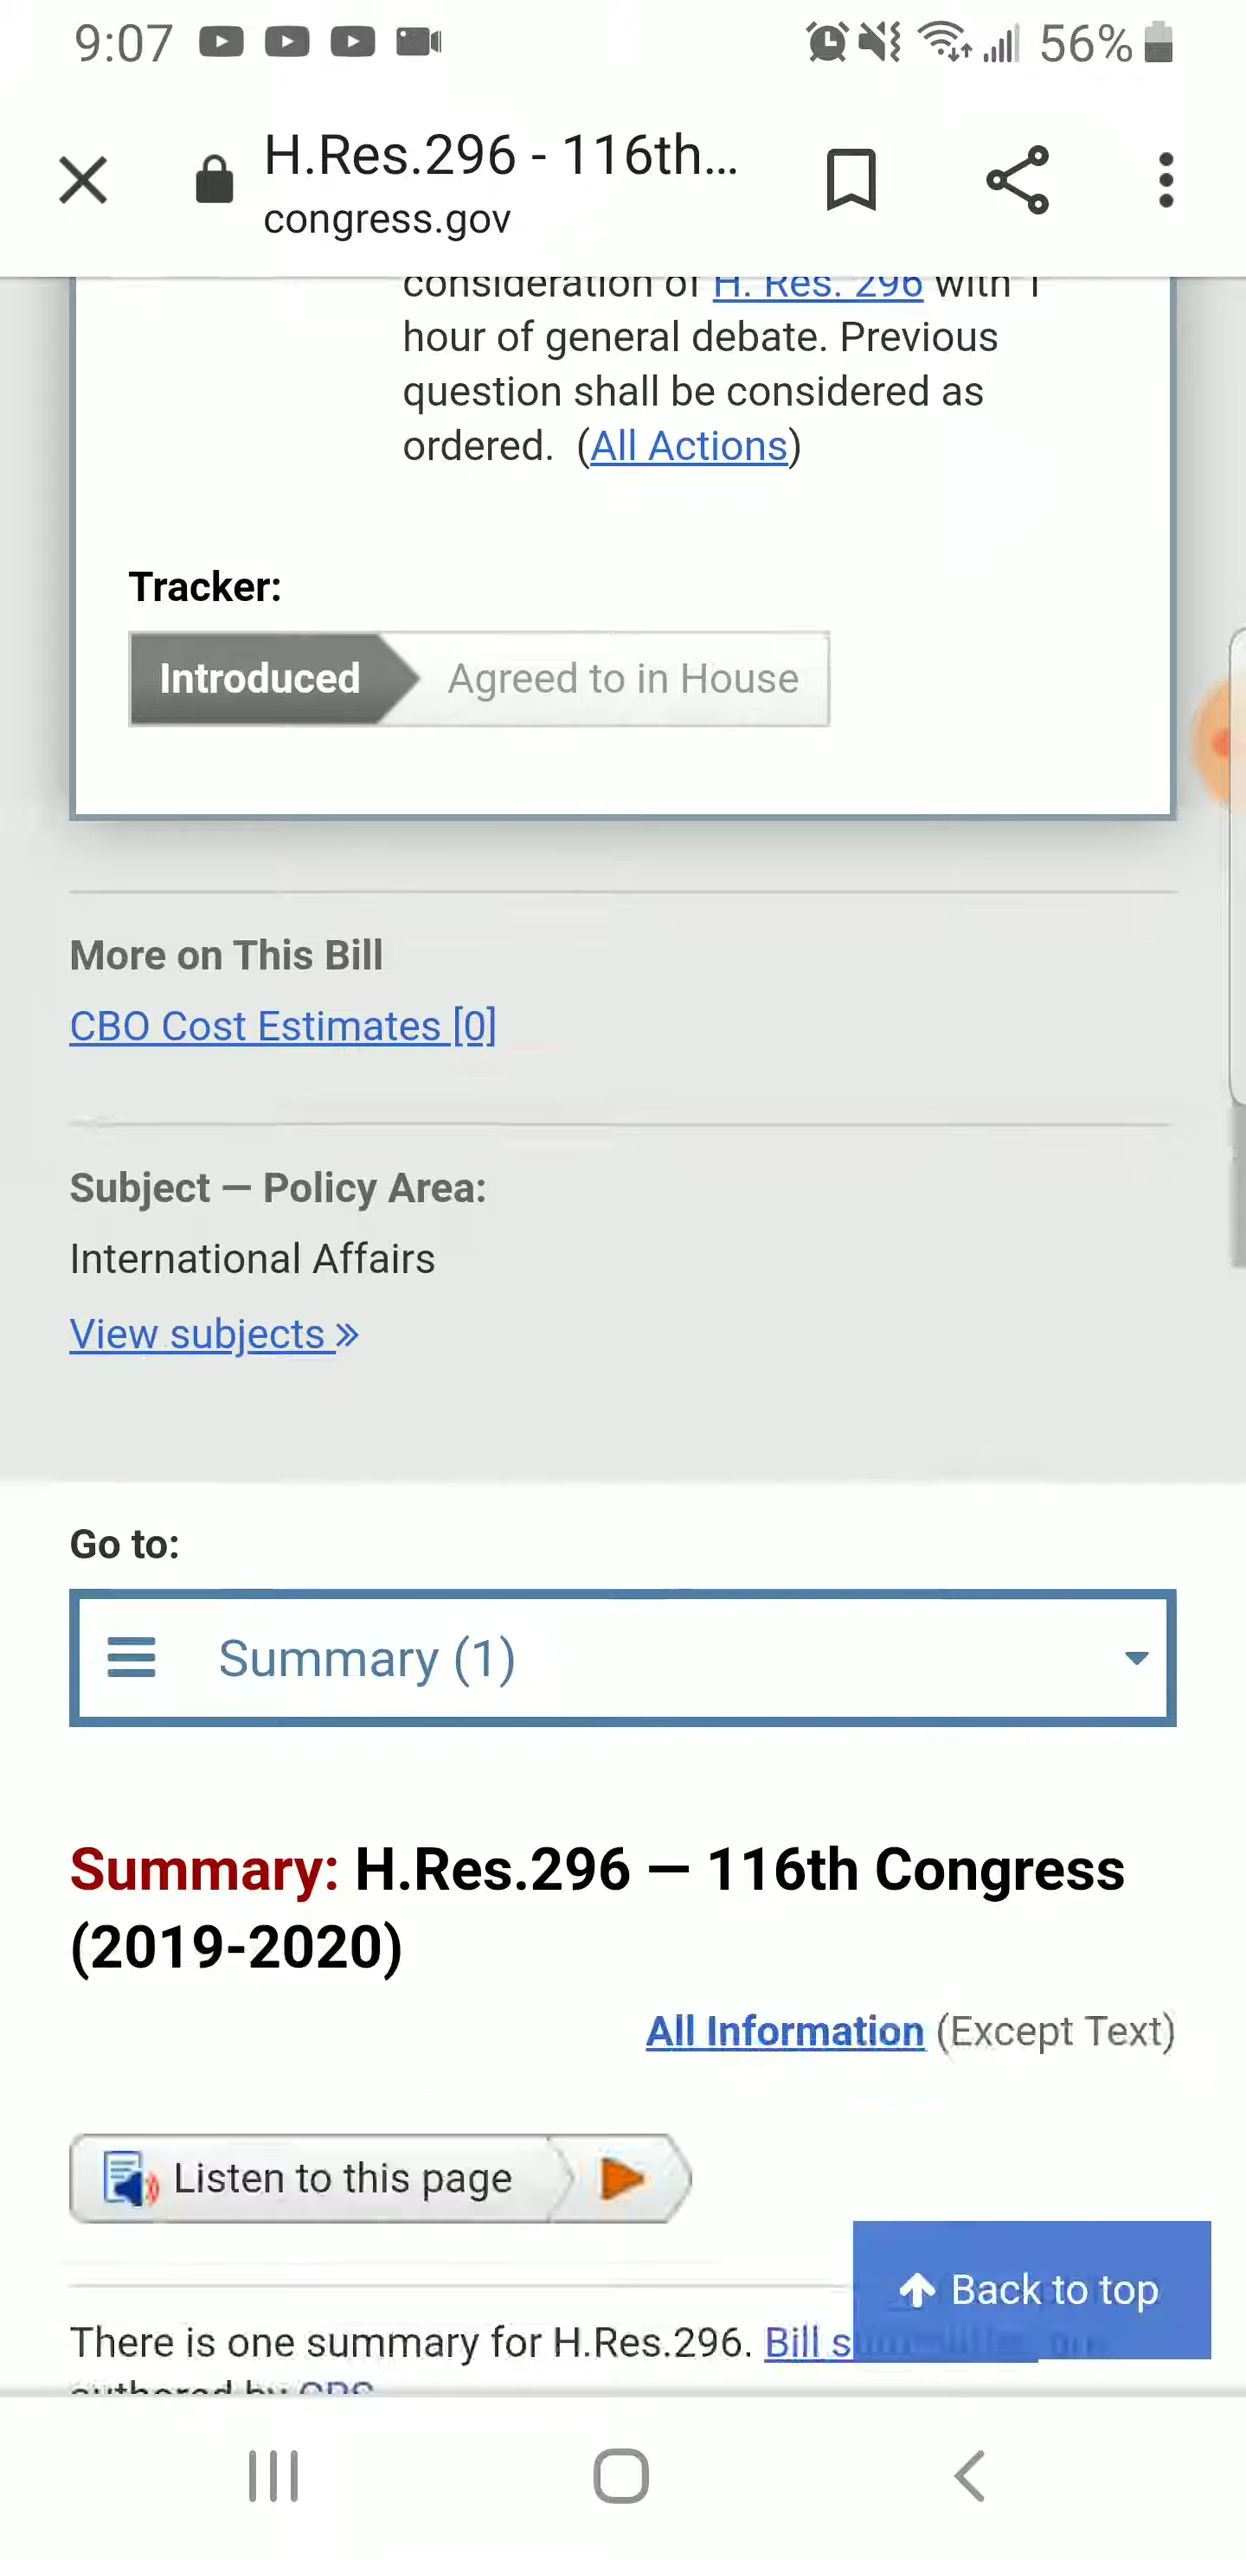 9:07
56%
H.Res.296 - 116th...
congress.gov
consideration of H. Res. 296 with 1
hour of general debate. Previous
question shall be considered as
ordered. (All Actions)
Tracker:
Introduced
Agreed to in House
More on This Bill
CBO Cost Estimates [0]
Subject — Policy Area:
International Affairs
View subjects »
Go to:
Summary (1)
Summary: H.Res.296 — 116th Congress
(2019-2020)
All Information (Except Text)
Listen to this page
Back to top
There is one summary for H.Res.296. Bill
authored by CRS